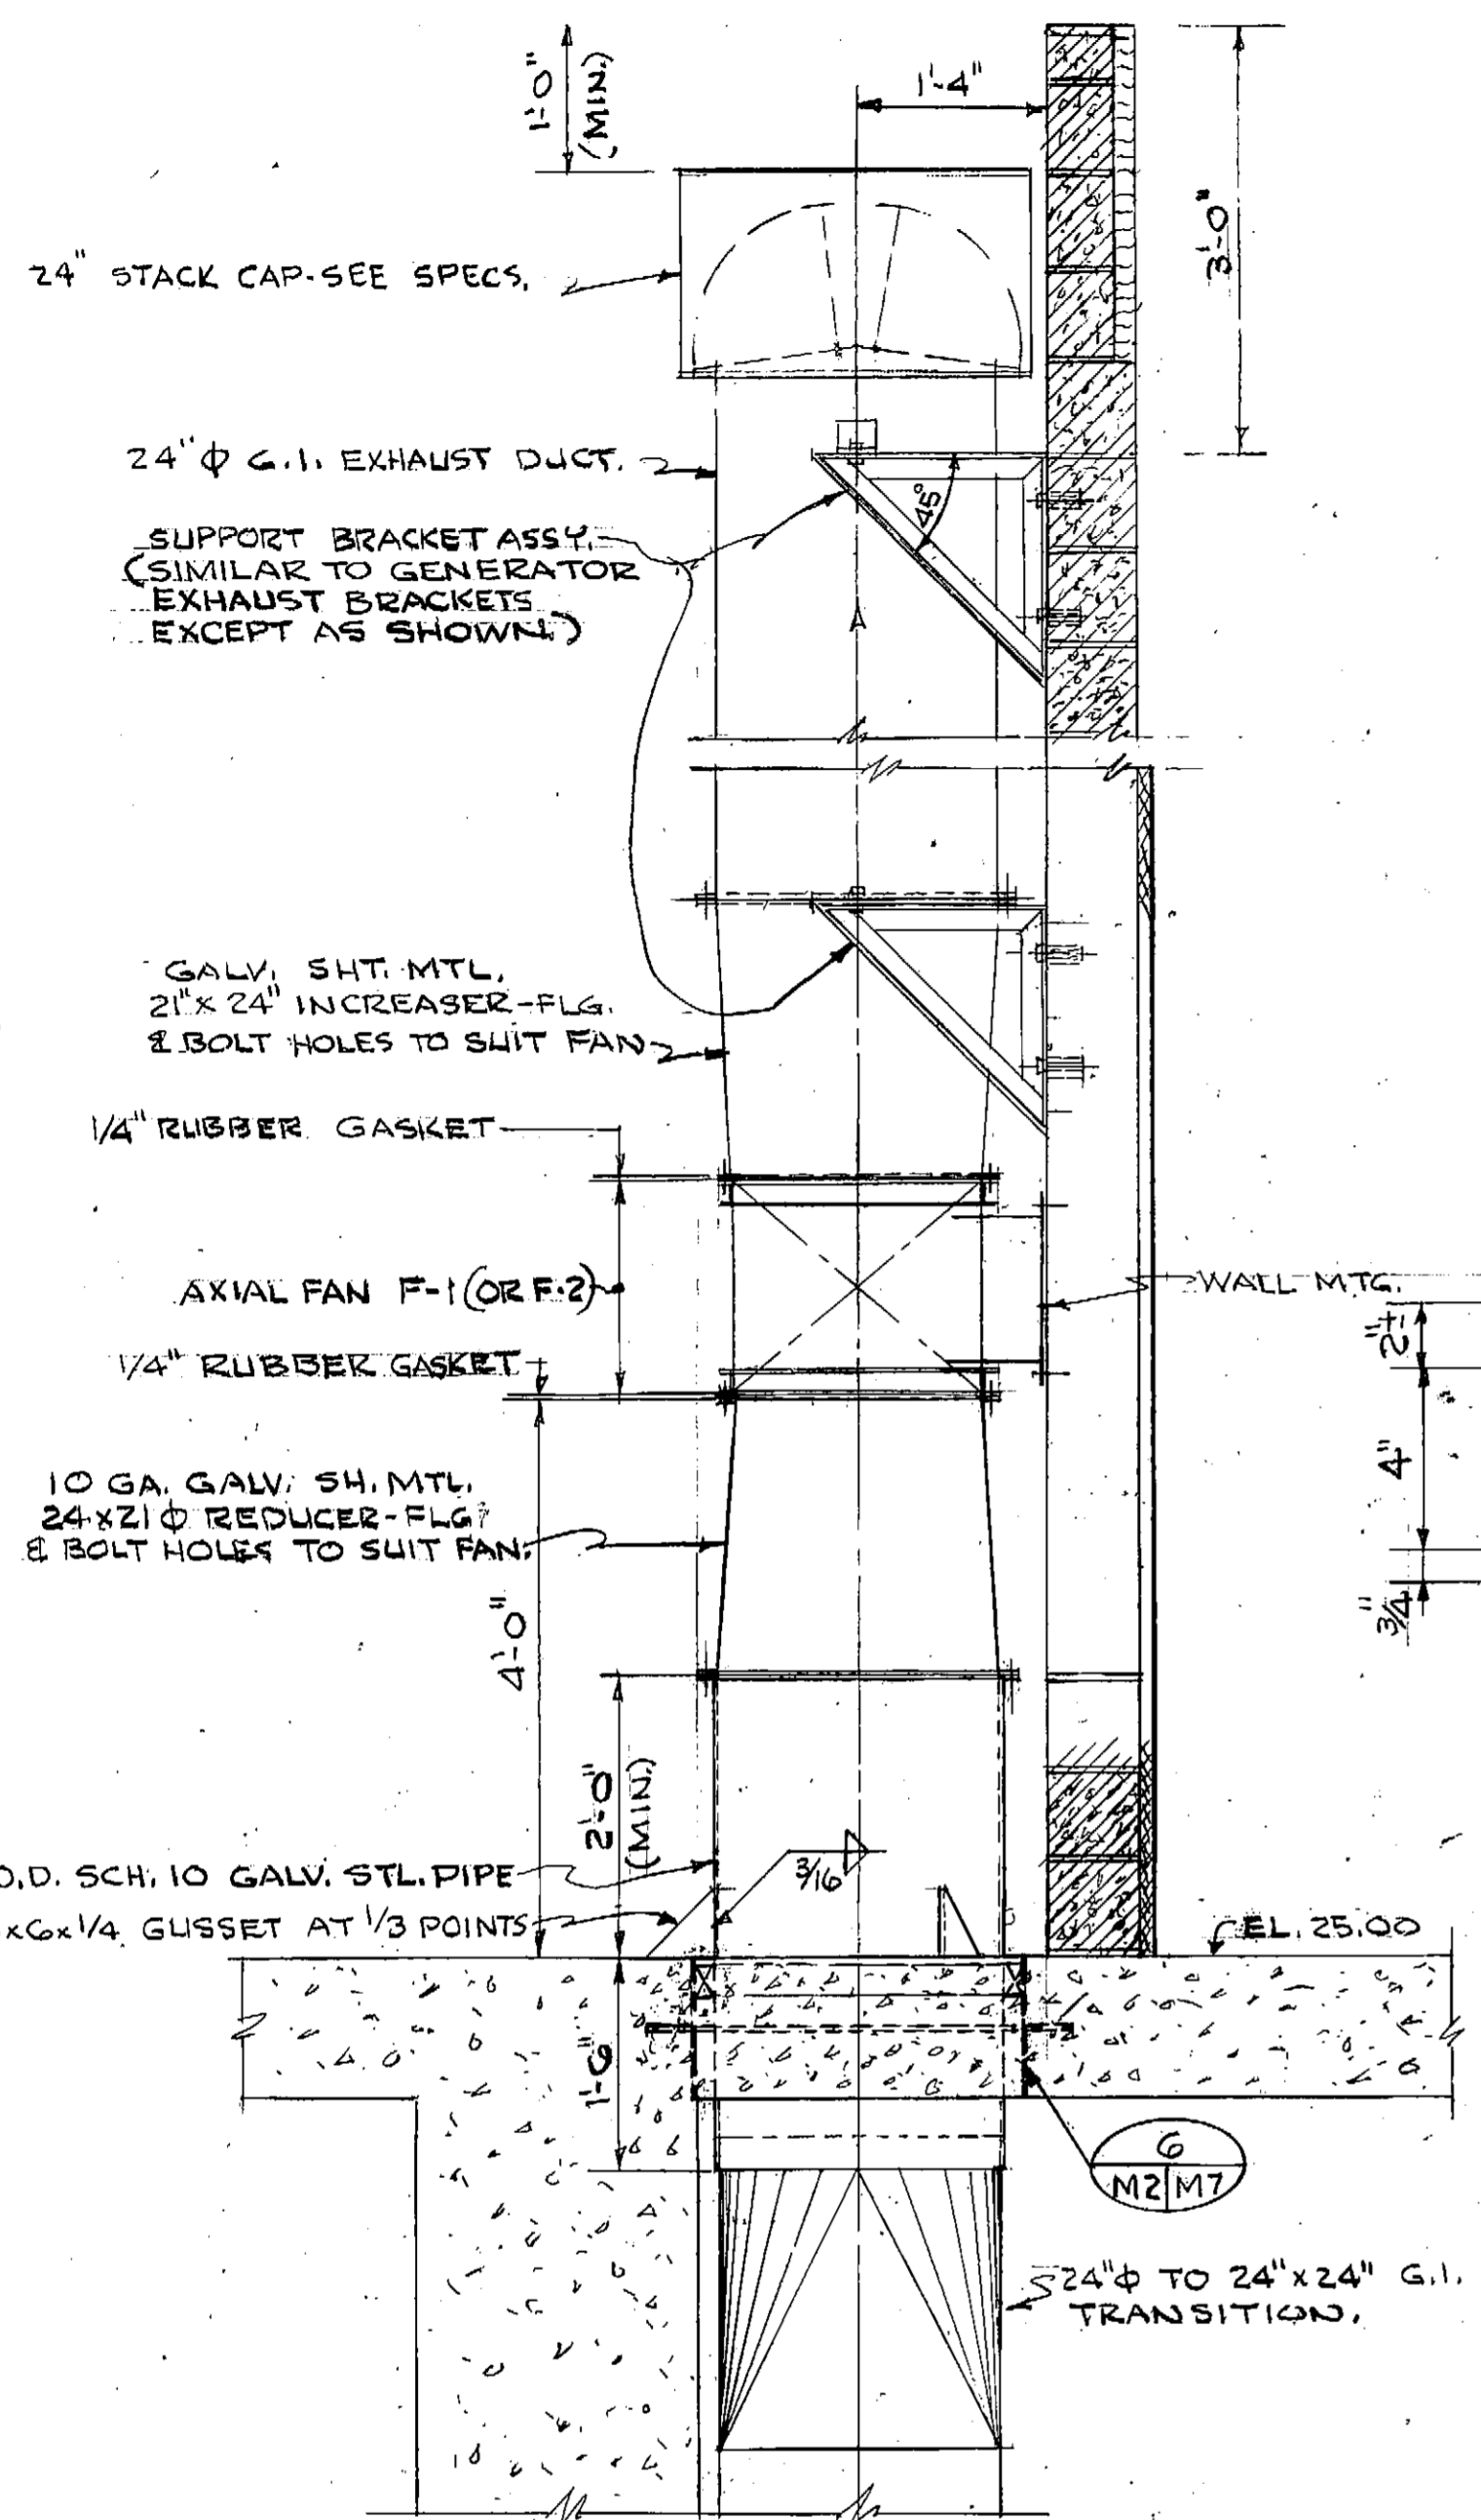 1'-0"
(MIN.)
1'-4"
3'-0"
24" STACK CAP-SEE SPECS.
24"φ G.I. EXHAUST DUCT.
45°
SUPPORT BRACKET ASSY.
(SIMILAR TO GENERATOR
EXHAUST BRACKETS
EXCEPT AS SHOWN.)
GALV. SHT. MTL.
21"x 24" INCREASER-FLG.
& BOLT HOLES TO SUIT FAN
1/4" RUBBER GASKET
AXIAL FAN F-1 (OR F-2)
WALL MTG.
2"±
1/4" RUBBER GASKET
4"
10 GA. GALV. SH. MTL.
24x21φ REDUCER-FLG.
& BOLT HOLES TO SUIT FAN.
3/4"
4'-0"
2'-0"
(MIN.)
3/16
O.D. SCH. 10 GALV. STL. PIPE
x6x1/4 GUSSET AT 1/3 POINTS
EL. 25.00
1'-6"
6
M2 M7
24"φ TO 24"x24" G.I.
TRANSITION.